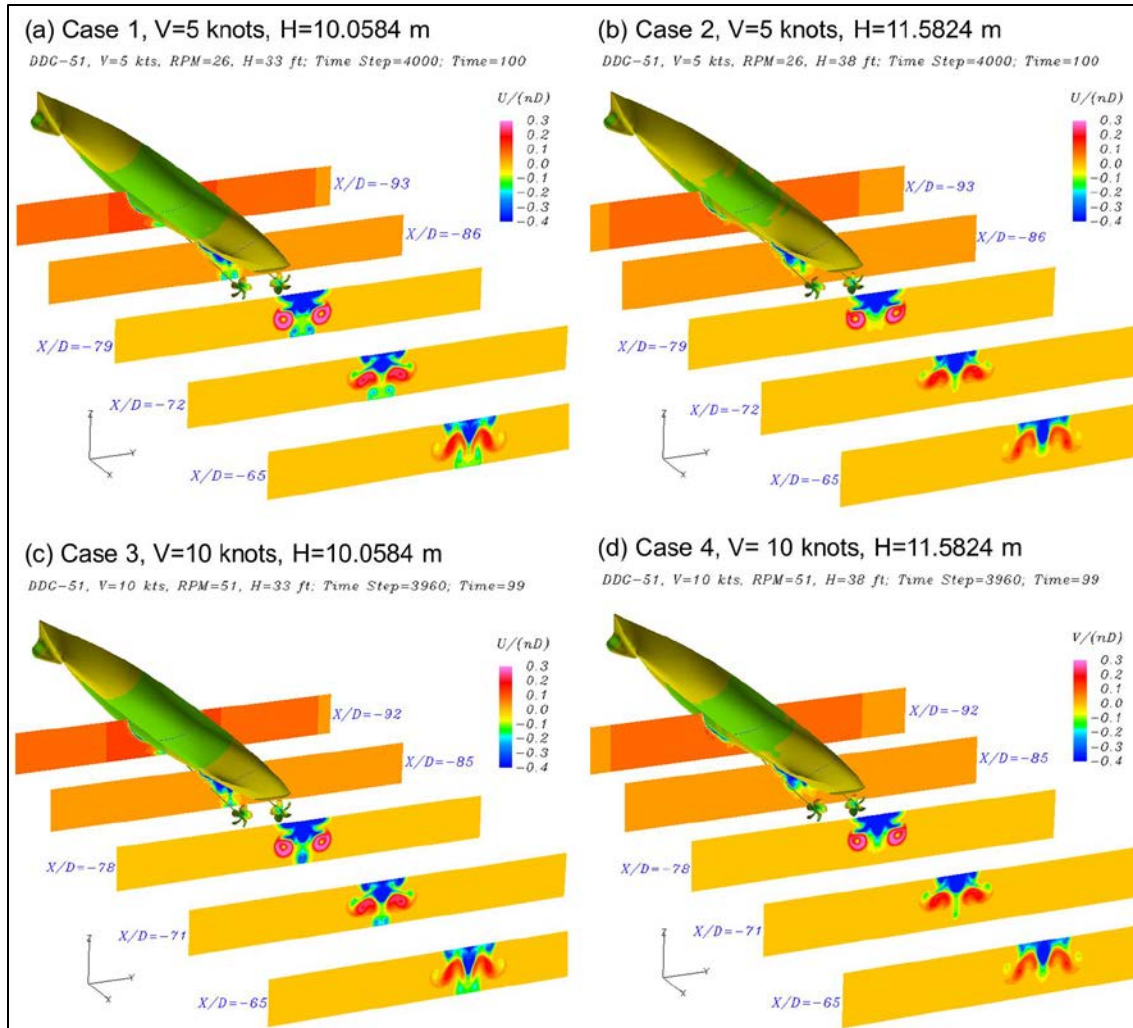 (a) Case 1, V=5 knots, H=10.0584 m
DDG-51, V=5 kts, RPM=26, H=33 ft; Time Step=4000; Time=100
U/(nD)
0.3
0.2
0.1
0.0
−0.1
−0.2
−0.3
−0.4
X/D=-93
X/D=-86
X/D=-79
X/D=-72
X/D=-65
Z
Y
X
(b) Case 2, V=5 knots, H=11.5824 m
DDG-51, V=5 kts, RPM=26, H=38 ft; Time Step=4000; Time=100
U/(nD)
0.3
0.2
0.1
0.0
−0.1
−0.2
−0.3
−0.4
X/D=-93
X/D=-86
X/D=-79
X/D=-72
X/D=-65
Z
Y
X
(c) Case 3, V=10 knots, H=10.0584 m
DDG-51, V=10 kts, RPM=51, H=33 ft; Time Step=3960; Time=99
U/(nD)
0.3
0.2
0.1
0.0
−0.1
−0.2
−0.3
−0.4
X/D=-92
X/D=-85
X/D=-78
X/D=-71
X/D=-65
Z
Y
X
(d) Case 4, V= 10 knots, H=11.5824 m
DDG-51, V=10 kts, RPM=51, H=38 ft; Time Step=3960; Time=99
V/(nD)
0.3
0.2
0.1
0.0
−0.1
−0.2
−0.3
−0.4
X/D=-92
X/D=-85
X/D=-78
X/D=-71
X/D=-65
Z
Y
X